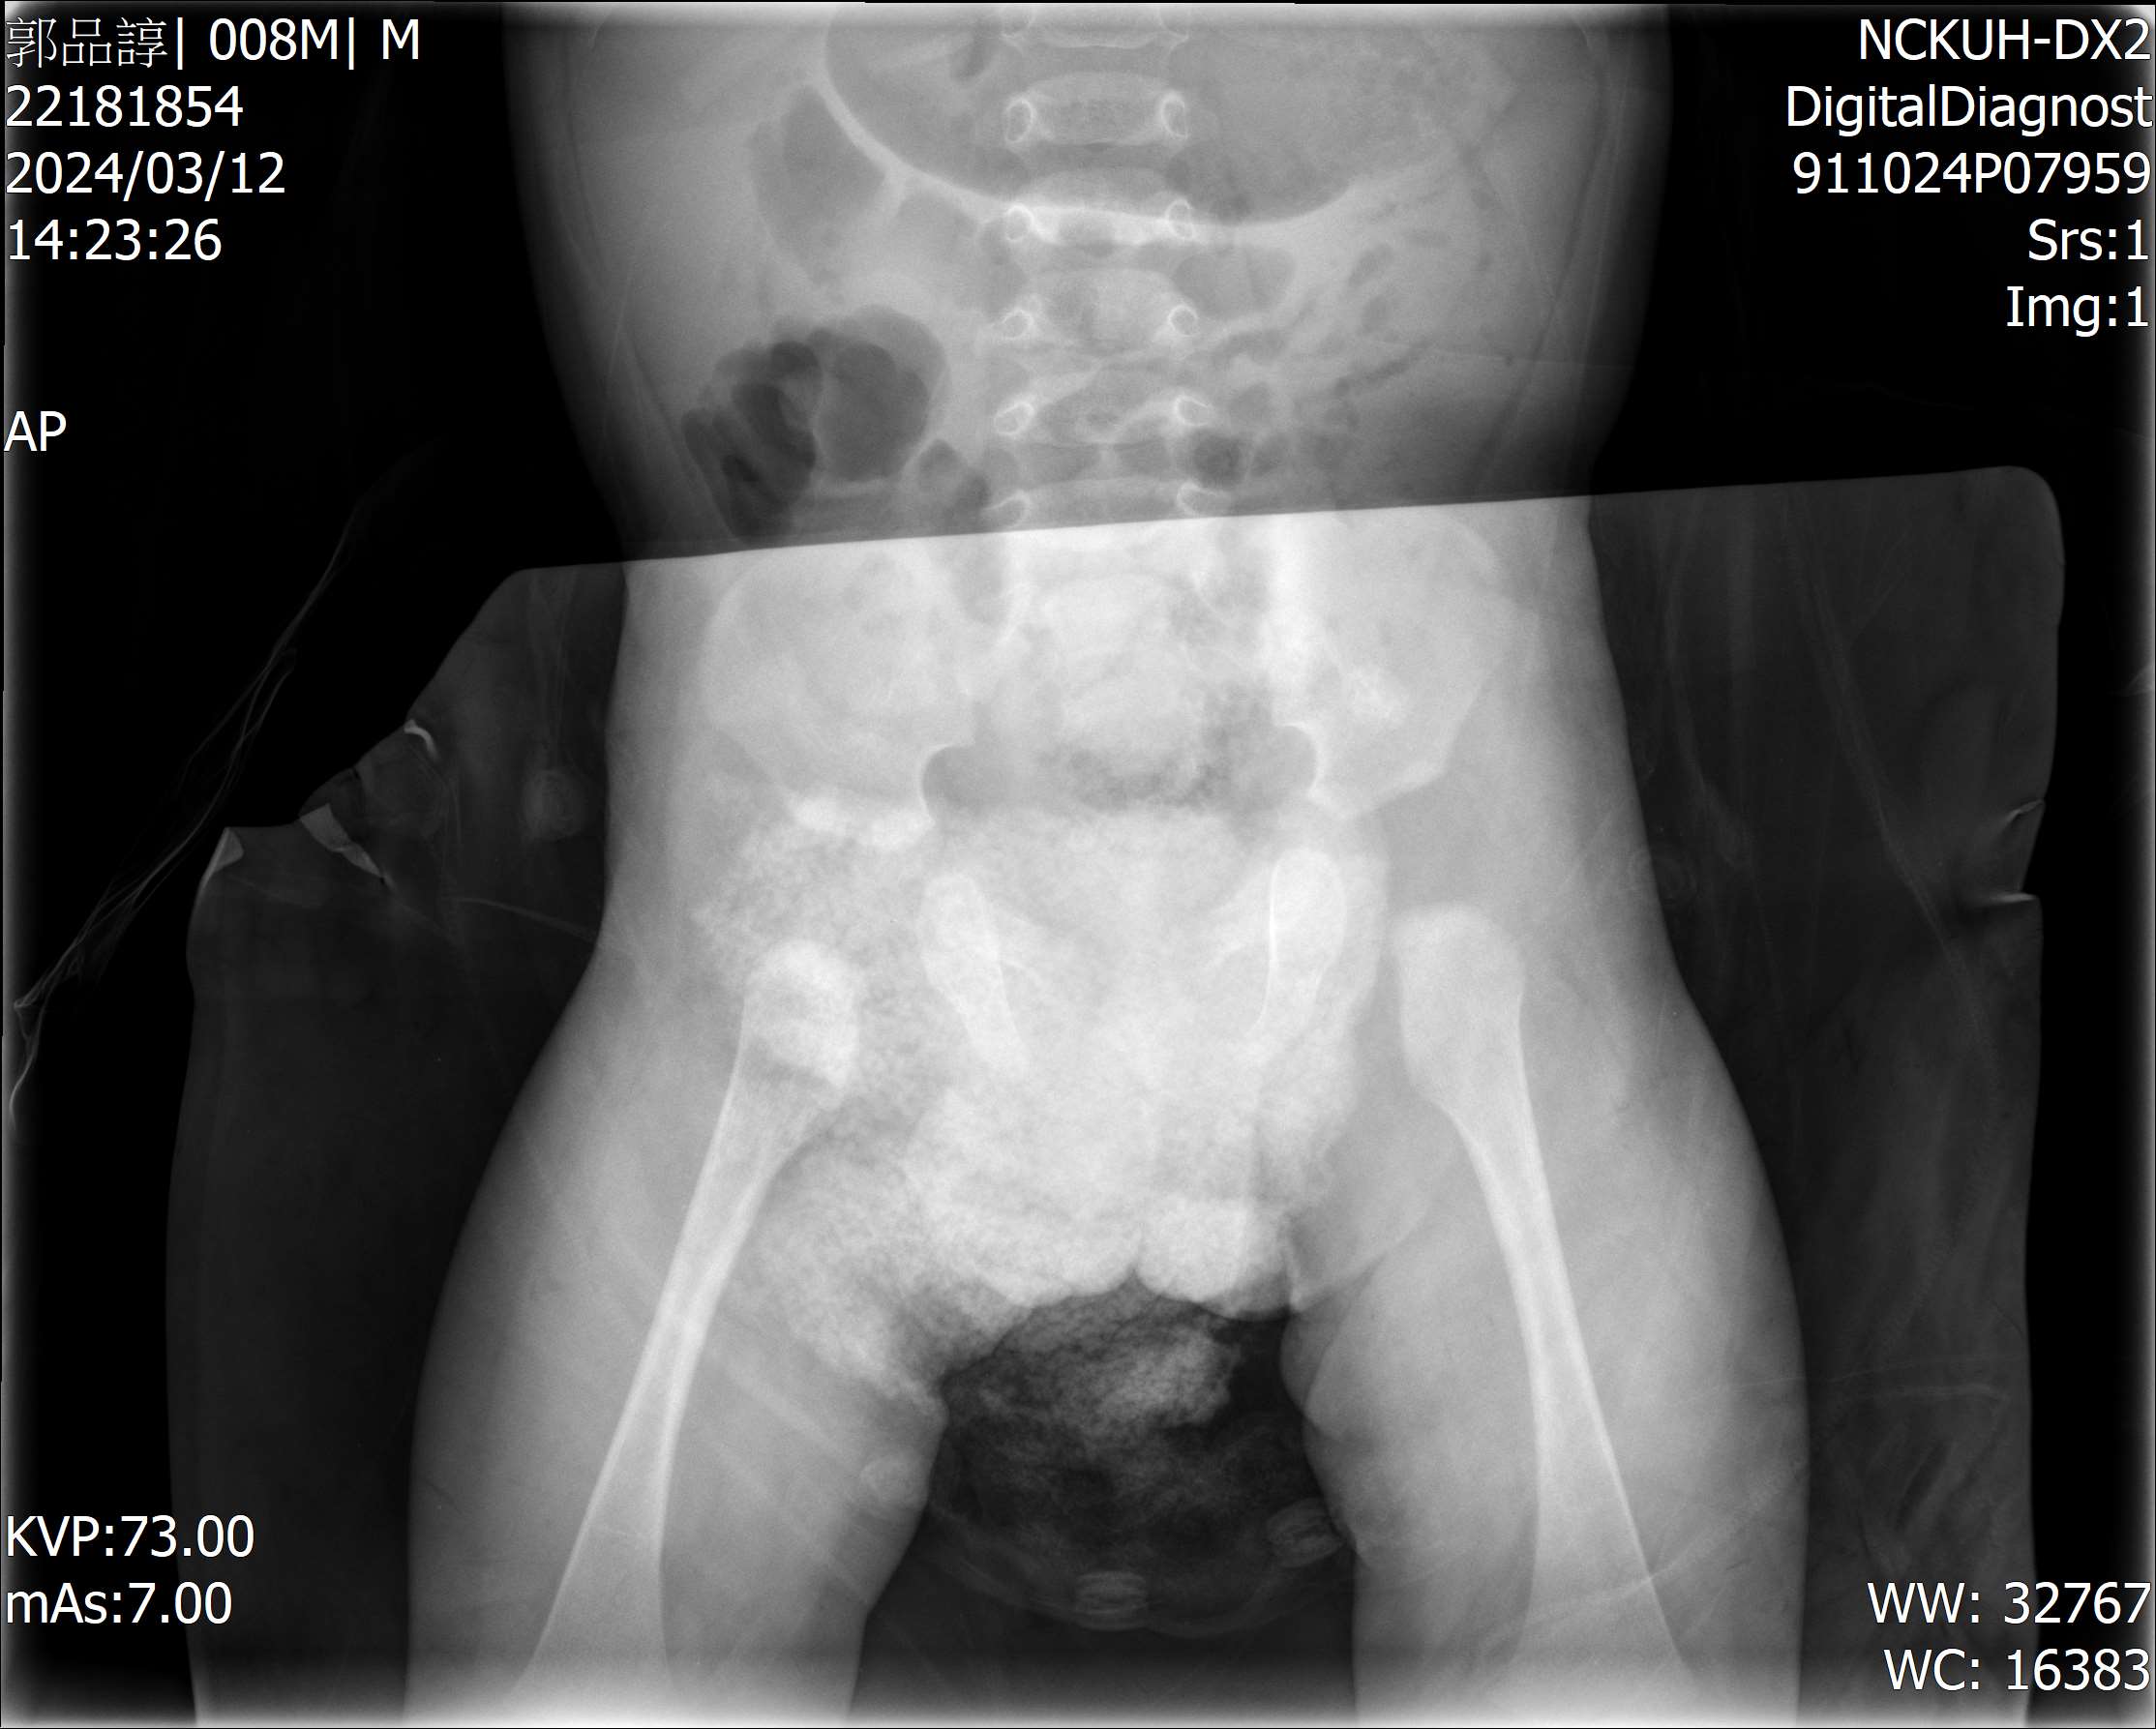 郭品諄| 008M| M
22181854
2024/03/12
14:23:26
AP
KVP:73.00
mAs:7.00
NCKUH-DX2
DigitalDiagnost
911024P07959
Srs:1
Img:1
WW: 32767
WC: 16383